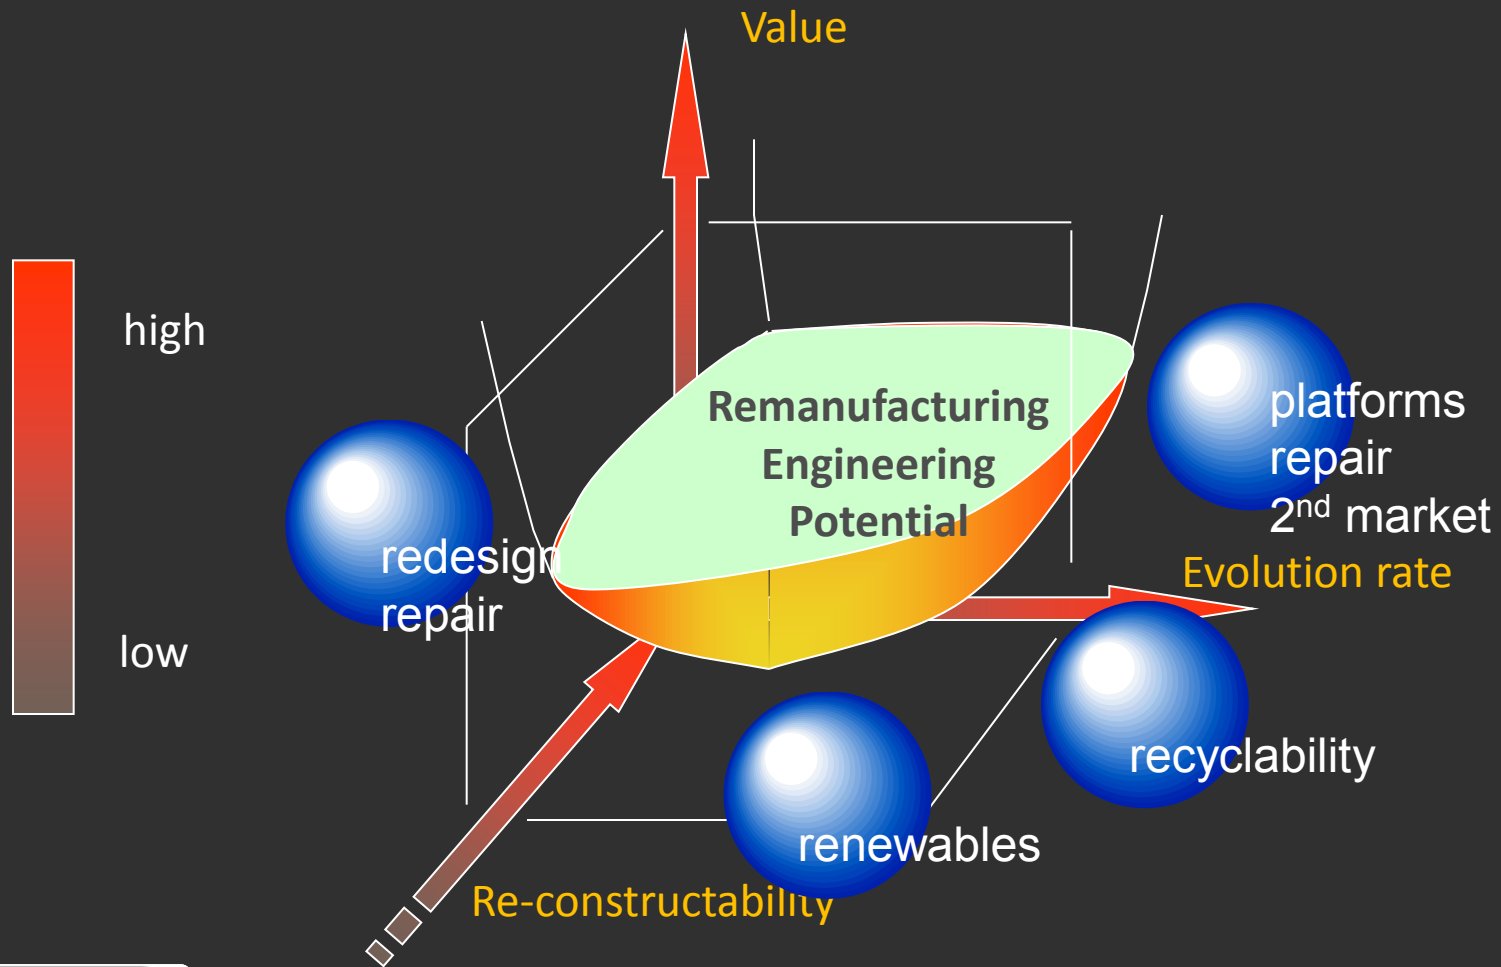 Value
high
low
Remanufacturing
Engineering
Potential
platforms
repair
2nd market
Evolution rate
redesign
repair
recyclability
renewables
Re-constructability